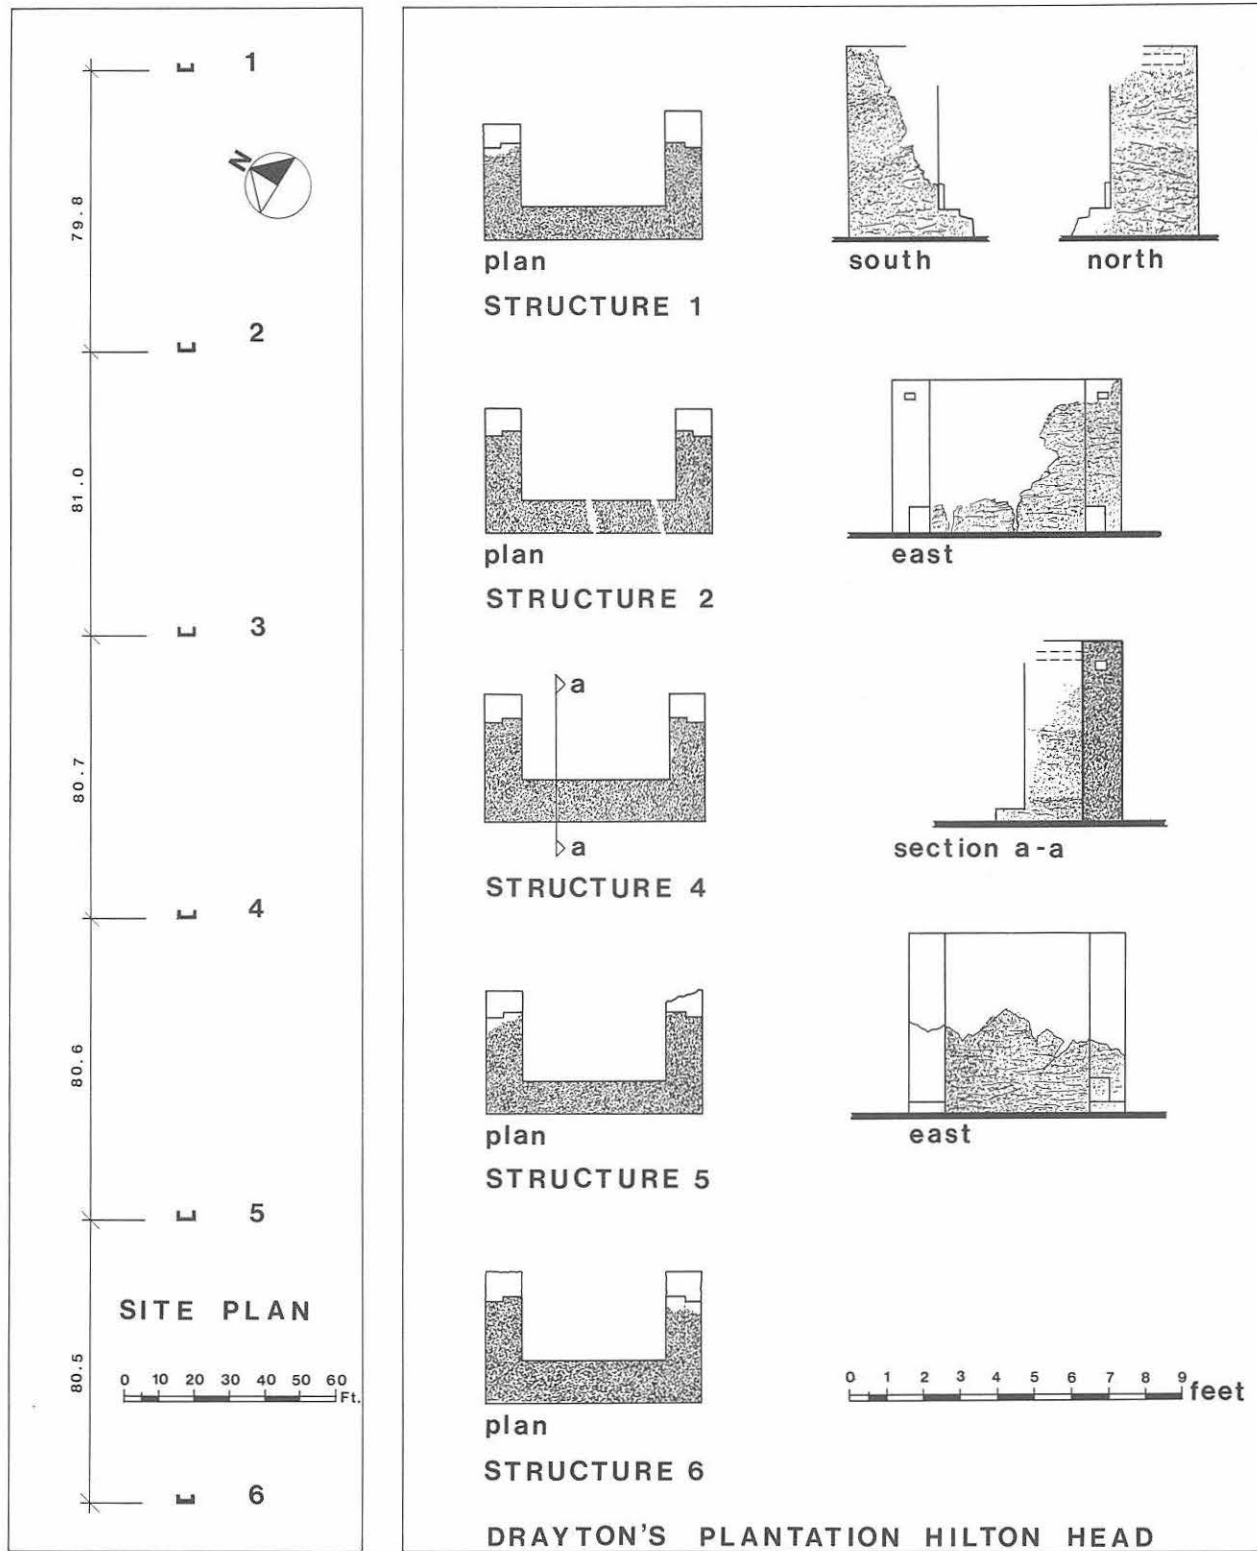 1
N
79.8
2
81.0
3
80.7
4
80.6
5
SITE PLAN
80.5
0 10 20 30 40 50 60
Ft.
6
plan
STRUCTURE 1
south north
plan
STRUCTURE 2
east
a
a
STRUCTURE 4
section a-a
plan
STRUCTURE 5
east
plan
STRUCTURE 6
0 1 2 3 4 5 6 7 8 9
feet
DRAYTON'S PLANTATION HILTON HEAD